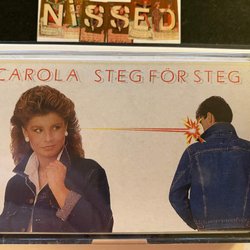 NISSED
CAROLA STEG FÖR STEG